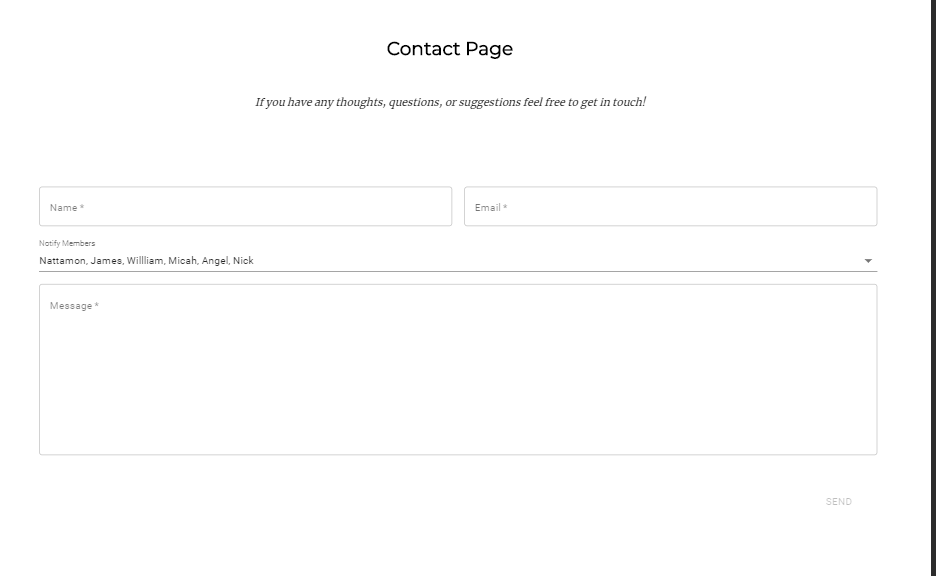 Contact Page
If you have any thoughts, questions, or suggestions feel free to get in touch!
Name *
Email *
Notify Members
Nattamon, James, Willliam, Micah, Angel, Nick
Message *
SEND